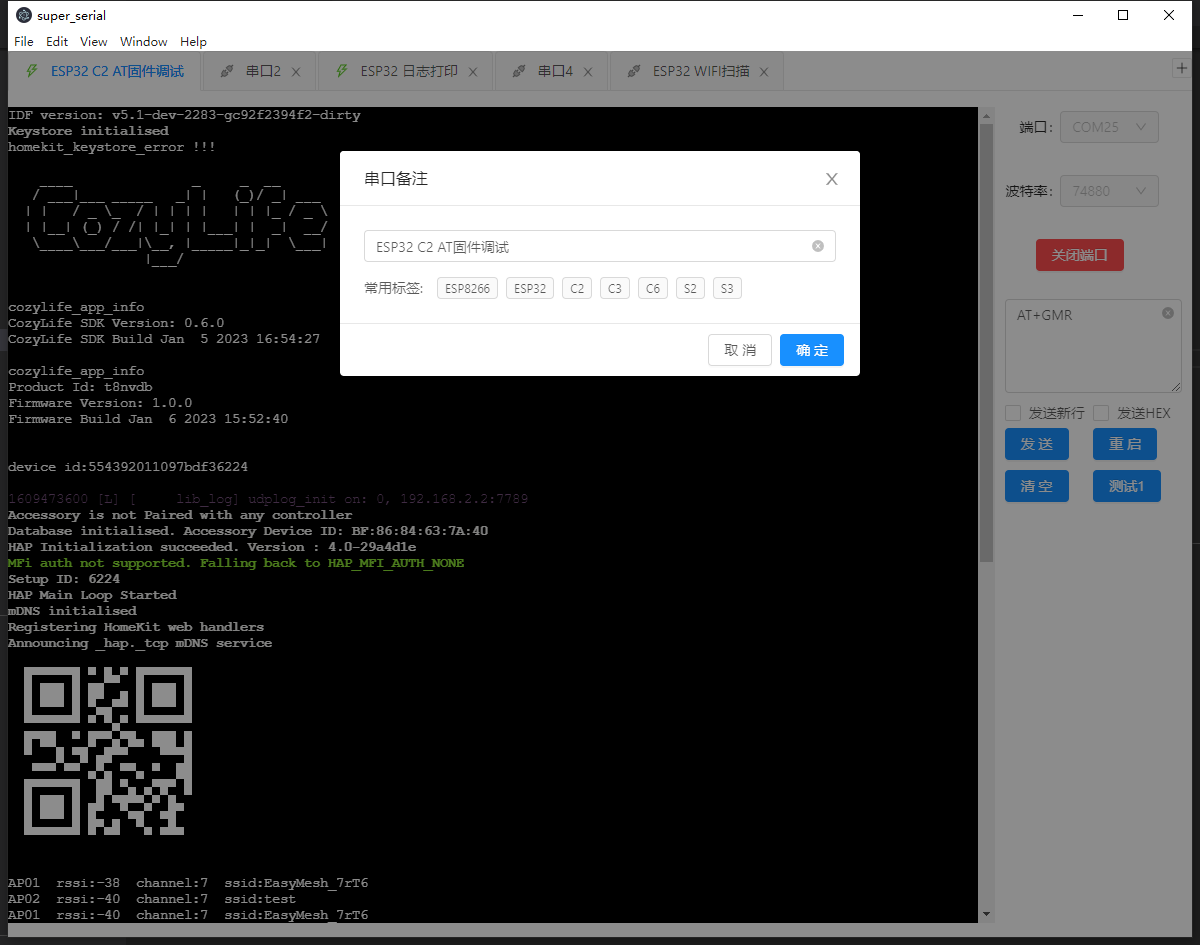 super_serial
File Edit View Window Help
ESP32 C2 AT固件调试 串口2 ESP32 日志打印 串口4 ESP32 WIFI扫描
IDF version: v5.1-dev-2283-gc92f2394f2-dirty
Keystore initialised
homekit_keystore_error !!!
CozyLife
cozylife_app_info
CozyLife SDK Version: 0.6.0
CozyLife SDK Build Jan  5 2023 16:54:27
cozylife_app_info
Product Id: t8nvdb
Firmware Version: 1.0.0
Firmware Build Jan  6 2023 15:52:40
device id:554392011097bdf36224
1609473600 [L] [     lib_log] udplog_init on: 0, 192.168.2.2:7789
Accessory is not Paired with any controller
Database initialised. Accessory Device ID: BF:86:84:63:7A:40
HAP Initialization succeeded. Version : 4.0-29a4d1e
MFi auth not supported. Falling back to HAP_MFI_AUTH_NONE
Setup ID: 6224
HAP Main Loop Started
mDNS initialised
Registering HomeKit web handlers
Announcing _hap._tcp mDNS service
AP01  rssi:-38  channel:7  ssid:EasyMesh_7rT6
AP02  rssi:-40  channel:7  ssid:test
AP01  rssi:-40  channel:7  ssid:EasyMesh_7rT6
串口备注
ESP32 C2 AT固件调试
常用标签: ESP8266 ESP32 C2 C3 C6 S2 S3
取 消 确 定
端口: COM25
波特率: 74880
关闭端口
AT+GMR
发送新行 发送HEX
发 送 重 启
清 空 测试1